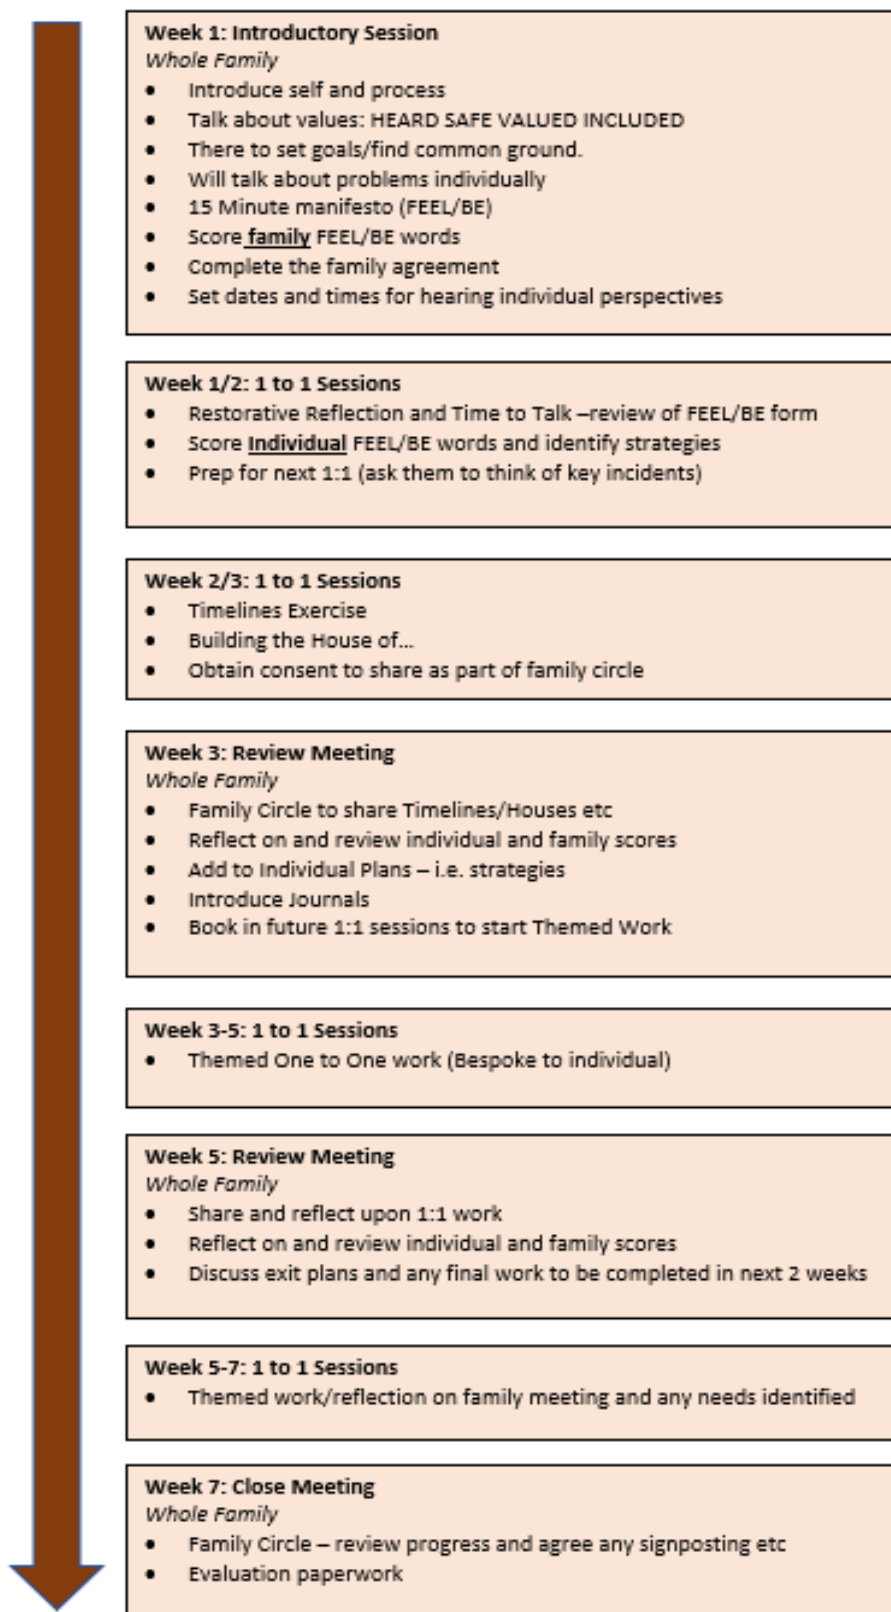 Week 1: Introductory Session
Whole Family
• Introduce self and process
• Talk about values: HEARD SAFE VALUED INCLUDED
• There to set goals/find common ground.
• Will talk about problems individually
• 15 Minute manifesto (FEEL/BE)
• Score family FEEL/BE words
• Complete the family agreement
• Set dates and times for hearing individual perspectives
Week 1/2: 1 to 1 Sessions
• Restorative Reflection and Time to Talk –review of FEEL/BE form
• Score Individual FEEL/BE words and identify strategies
• Prep for next 1:1 (ask them to think of key incidents)
Week 2/3: 1 to 1 Sessions
• Timelines Exercise
• Building the House of...
• Obtain consent to share as part of family circle
Week 3: Review Meeting
Whole Family
• Family Circle to share Timelines/Houses etc
• Reflect on and review individual and family scores
• Add to Individual Plans – i.e. strategies
• Introduce Journals
• Book in future 1:1 sessions to start Themed Work
Week 3-5: 1 to 1 Sessions
• Themed One to One work (Bespoke to individual)
Week 5: Review Meeting
Whole Family
• Share and reflect upon 1:1 work
• Reflect on and review individual and family scores
• Discuss exit plans and any final work to be completed in next 2 weeks
Week 5-7: 1 to 1 Sessions
• Themed work/reflection on family meeting and any needs identified
Week 7: Close Meeting
Whole Family
• Family Circle – review progress and agree any signposting etc
• Evaluation paperwork